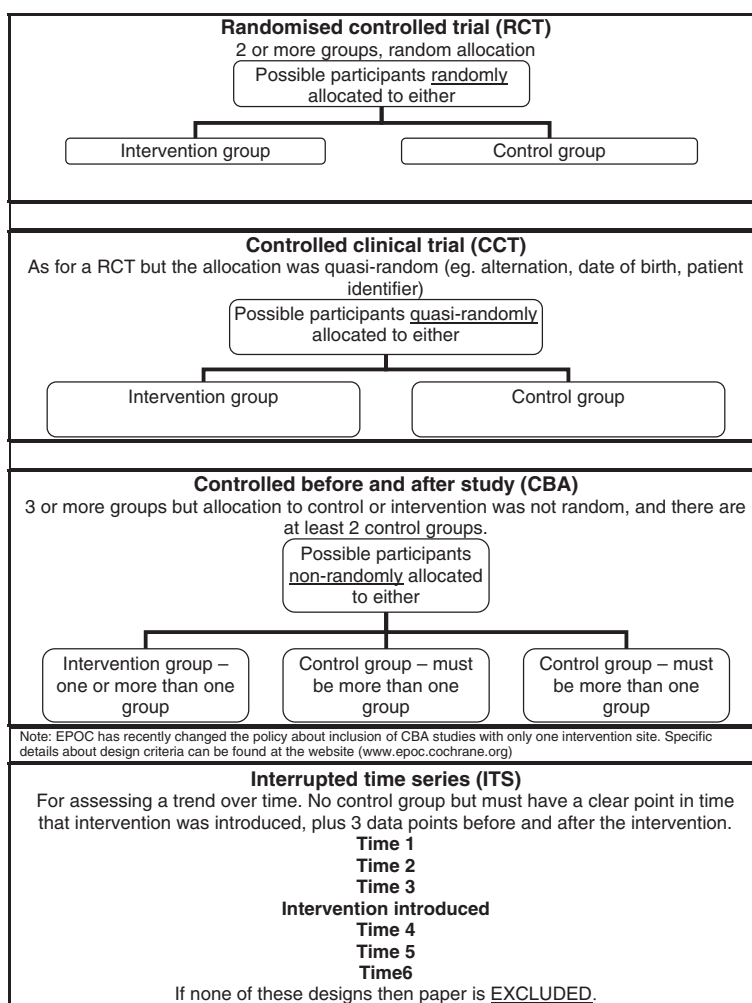 Randomised controlled trial (RCT)
2 or more groups, random allocation
Possible participants randomly
allocated to either
Intervention group
Control group
Controlled clinical trial (CCT)
As for a RCT but the allocation was quasi-random (eg. alternation, date of birth, patient
identifier)
Possible participants quasi-randomly
allocated to either
Intervention group
Control group
Controlled before and after study (CBA)
3 or more groups but allocation to control or intervention was not random, and there are
at least 2 control groups.
Possible participants
non-randomly allocated
to either
Intervention group –
one or more than one
group
Control group – must
be more than one
group
Control group – must
be more than one
group
Note: EPOC has recently changed the policy about inclusion of CBA studies with only one intervention site. Specific
details about design criteria can be found at the website (www.epoc.cochrane.org)
Interrupted time series (ITS)
For assessing a trend over time. No control group but must have a clear point in time
that intervention was introduced, plus 3 data points before and after the intervention.
Time 1
Time 2
Time 3
Intervention introduced
Time 4
Time 5
Time6
If none of these designs then paper is EXCLUDED.